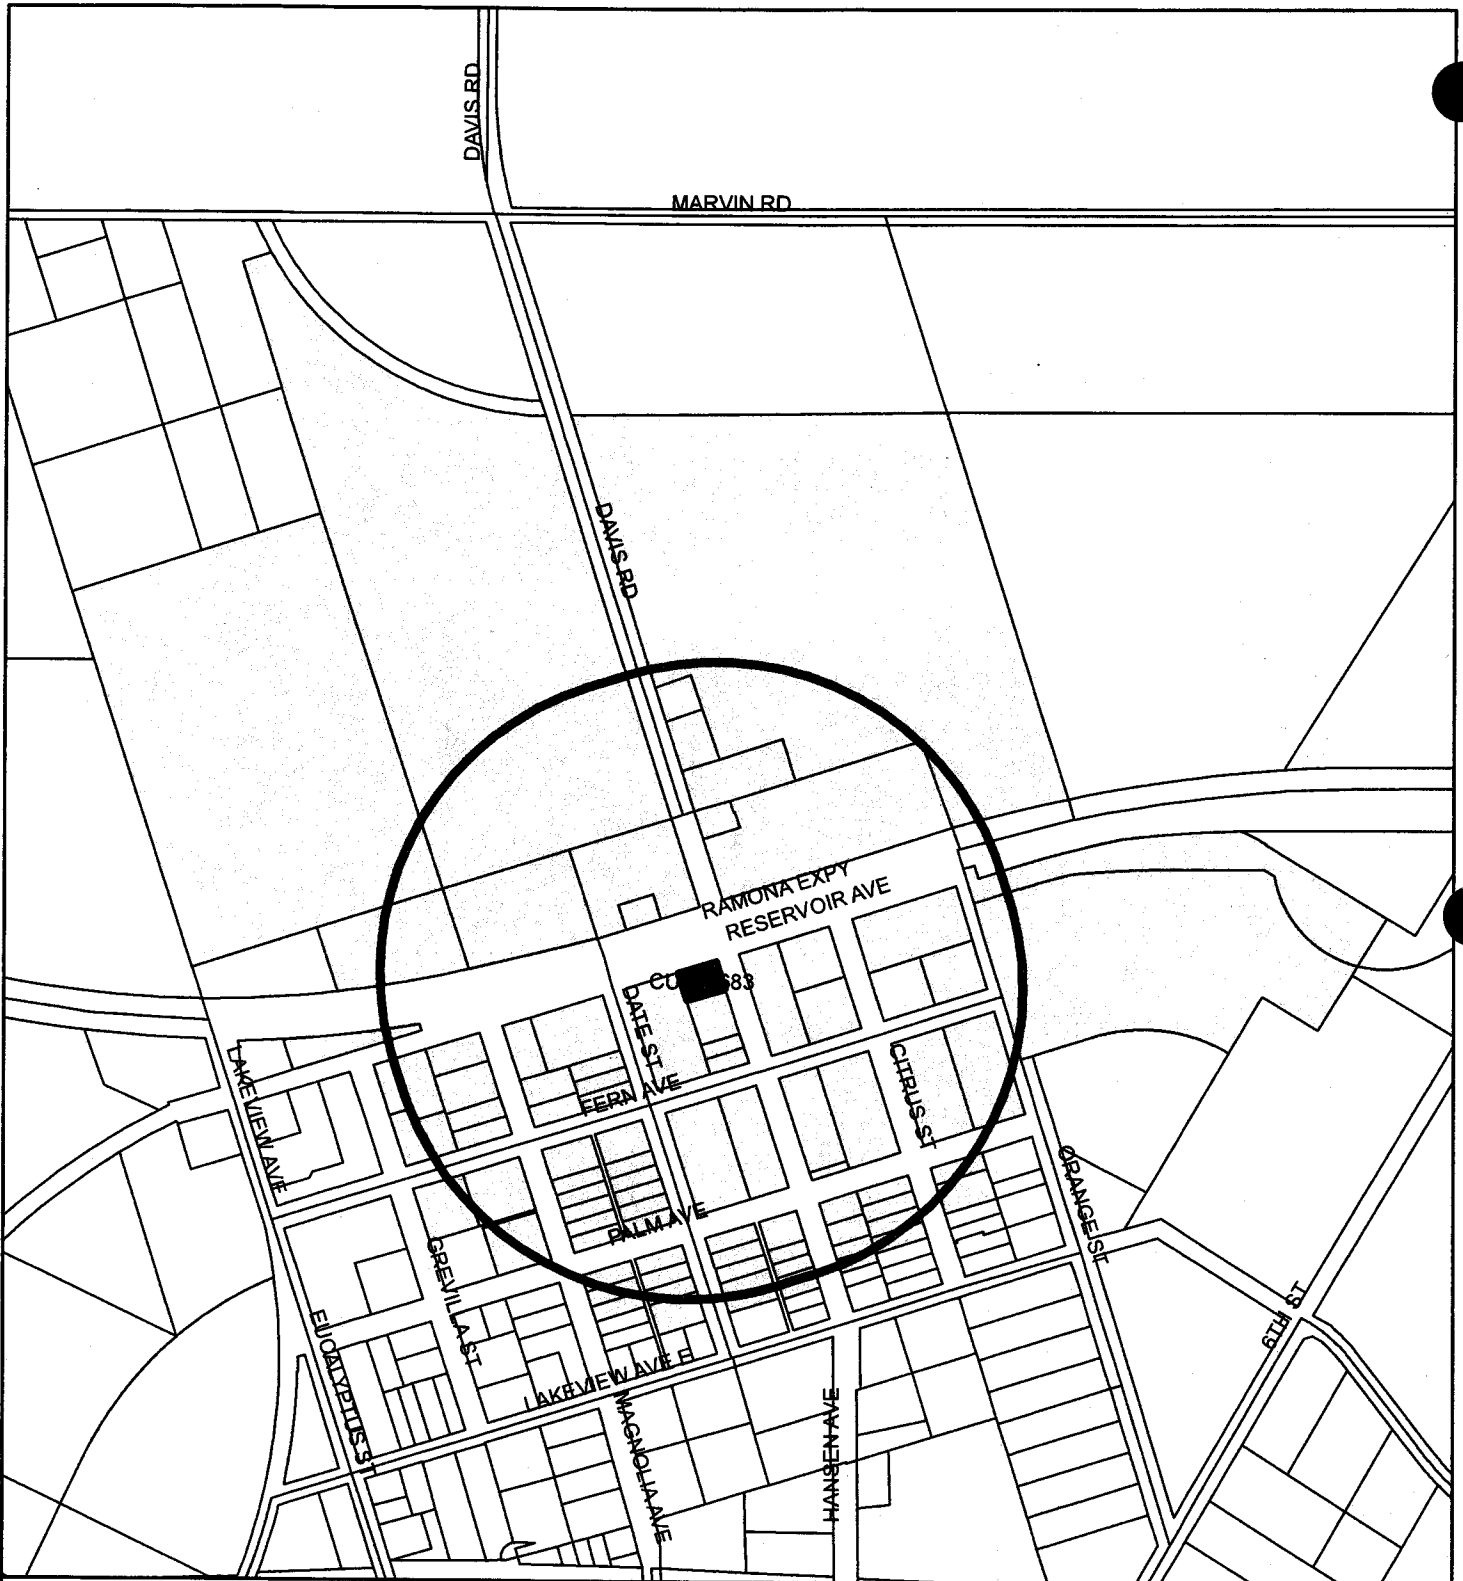 DAVIS RD
MARVIN RD
DAVIS RD
RAMONA EXPY
RESERVOIR AVE
DATE ST
FERN AVE
CITRUS ST
LAKEVIEW AVE
ORANGE ST
PALM AVE
GREVILLA ST
6TH ST
EUCALYPTUS ST
LAKEVIEW AVE E
MAGNOLIA AVE
HANSEN AVE